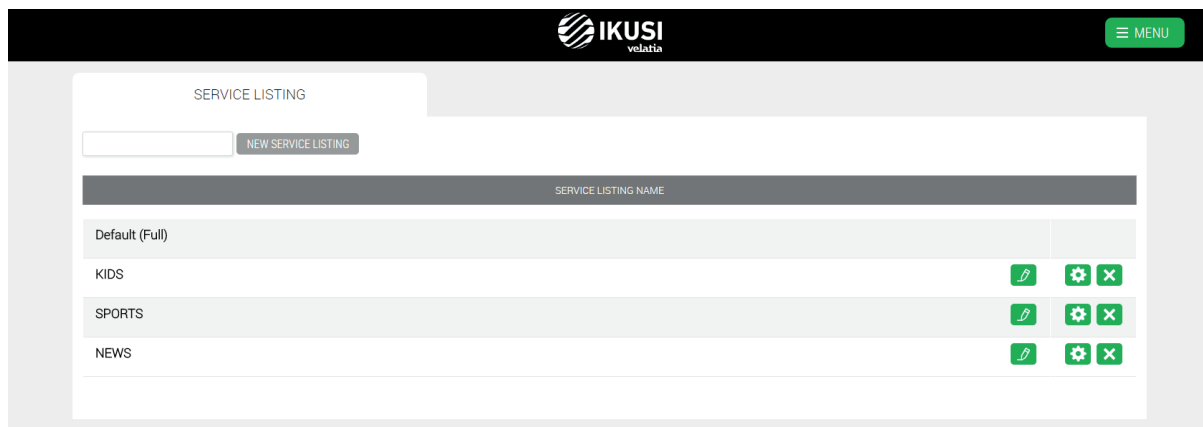 IKUSI
velatia
MENU
SERVICE LISTING
NEW SERVICE LISTING
SERVICE LISTING NAME
Default (Full)
KIDS
SPORTS
NEWS